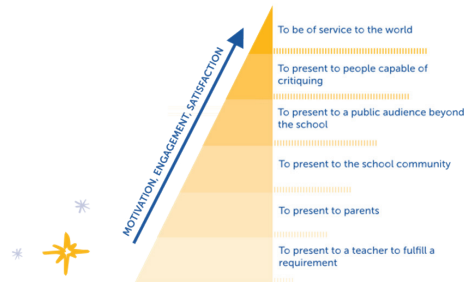 To be of service to the world
To present to people capable of
critiquing
To present to a public audience beyond
the school
To present to the school community
To present to parents
To present to a teacher to fulfill a
requirement
MOTIVATION, ENGAGEMENT, SATISFACTION